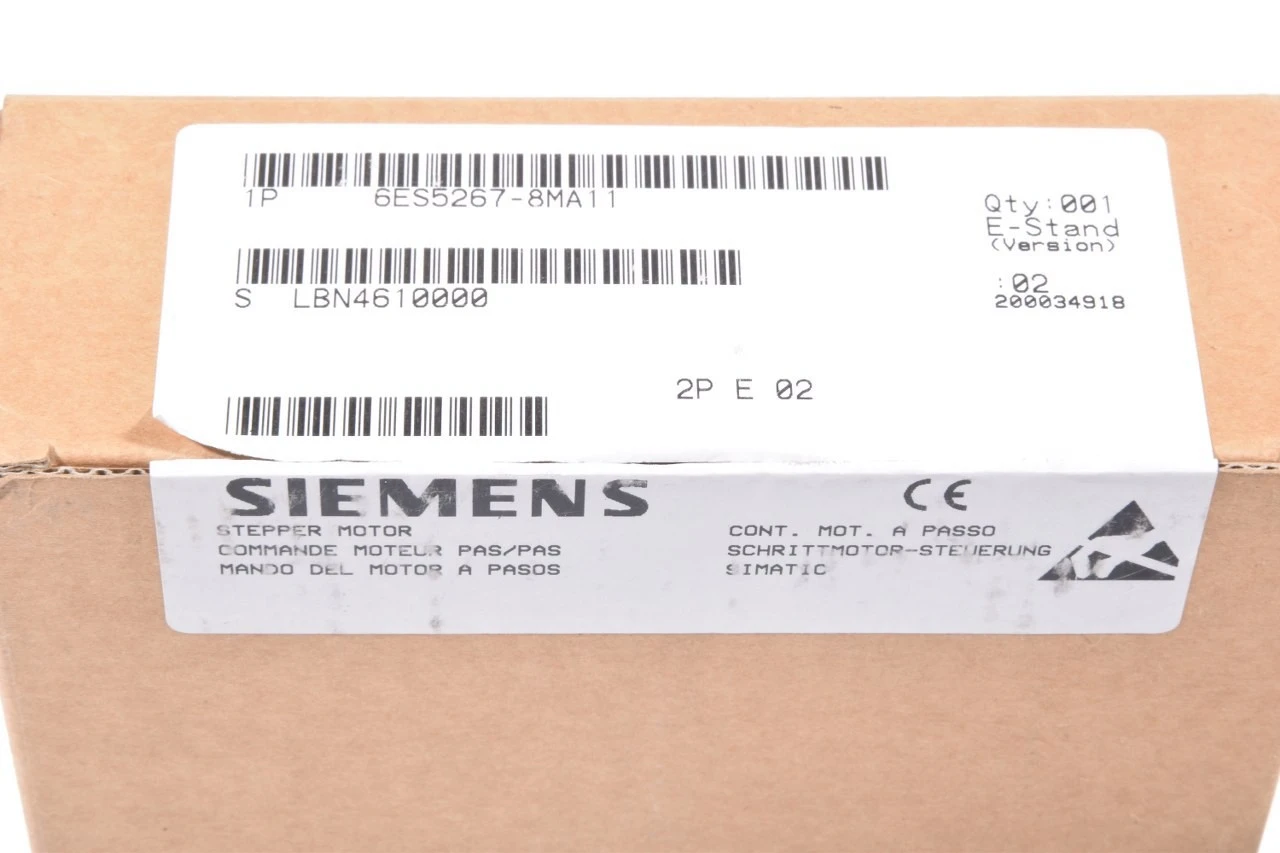 1P 6ES5267-8MA11
Qty:001
E-Stand
(Version)
:02
200034918
S LBN4610000
2P E 02
SIEMENS
CE
STEPPER MOTOR
COMMANDE MOTEUR PAS/PAS
MANDO DEL MOTOR A PASOS
CONT. MOT. A PASSO
SCHRITTMOTOR-STEUERUNG
SIMATIC